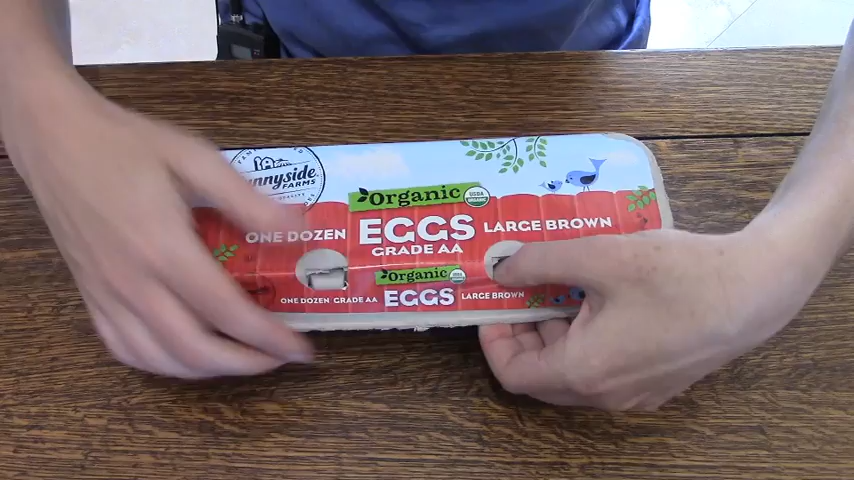 nnyside
FARMS
Organic
USDA
ORGANIC
ONE DOZEN EGGS LARGE BROWN
GRADE AA
Organic
ONE DOZEN GRADE AA EGGS LARGE BROWN